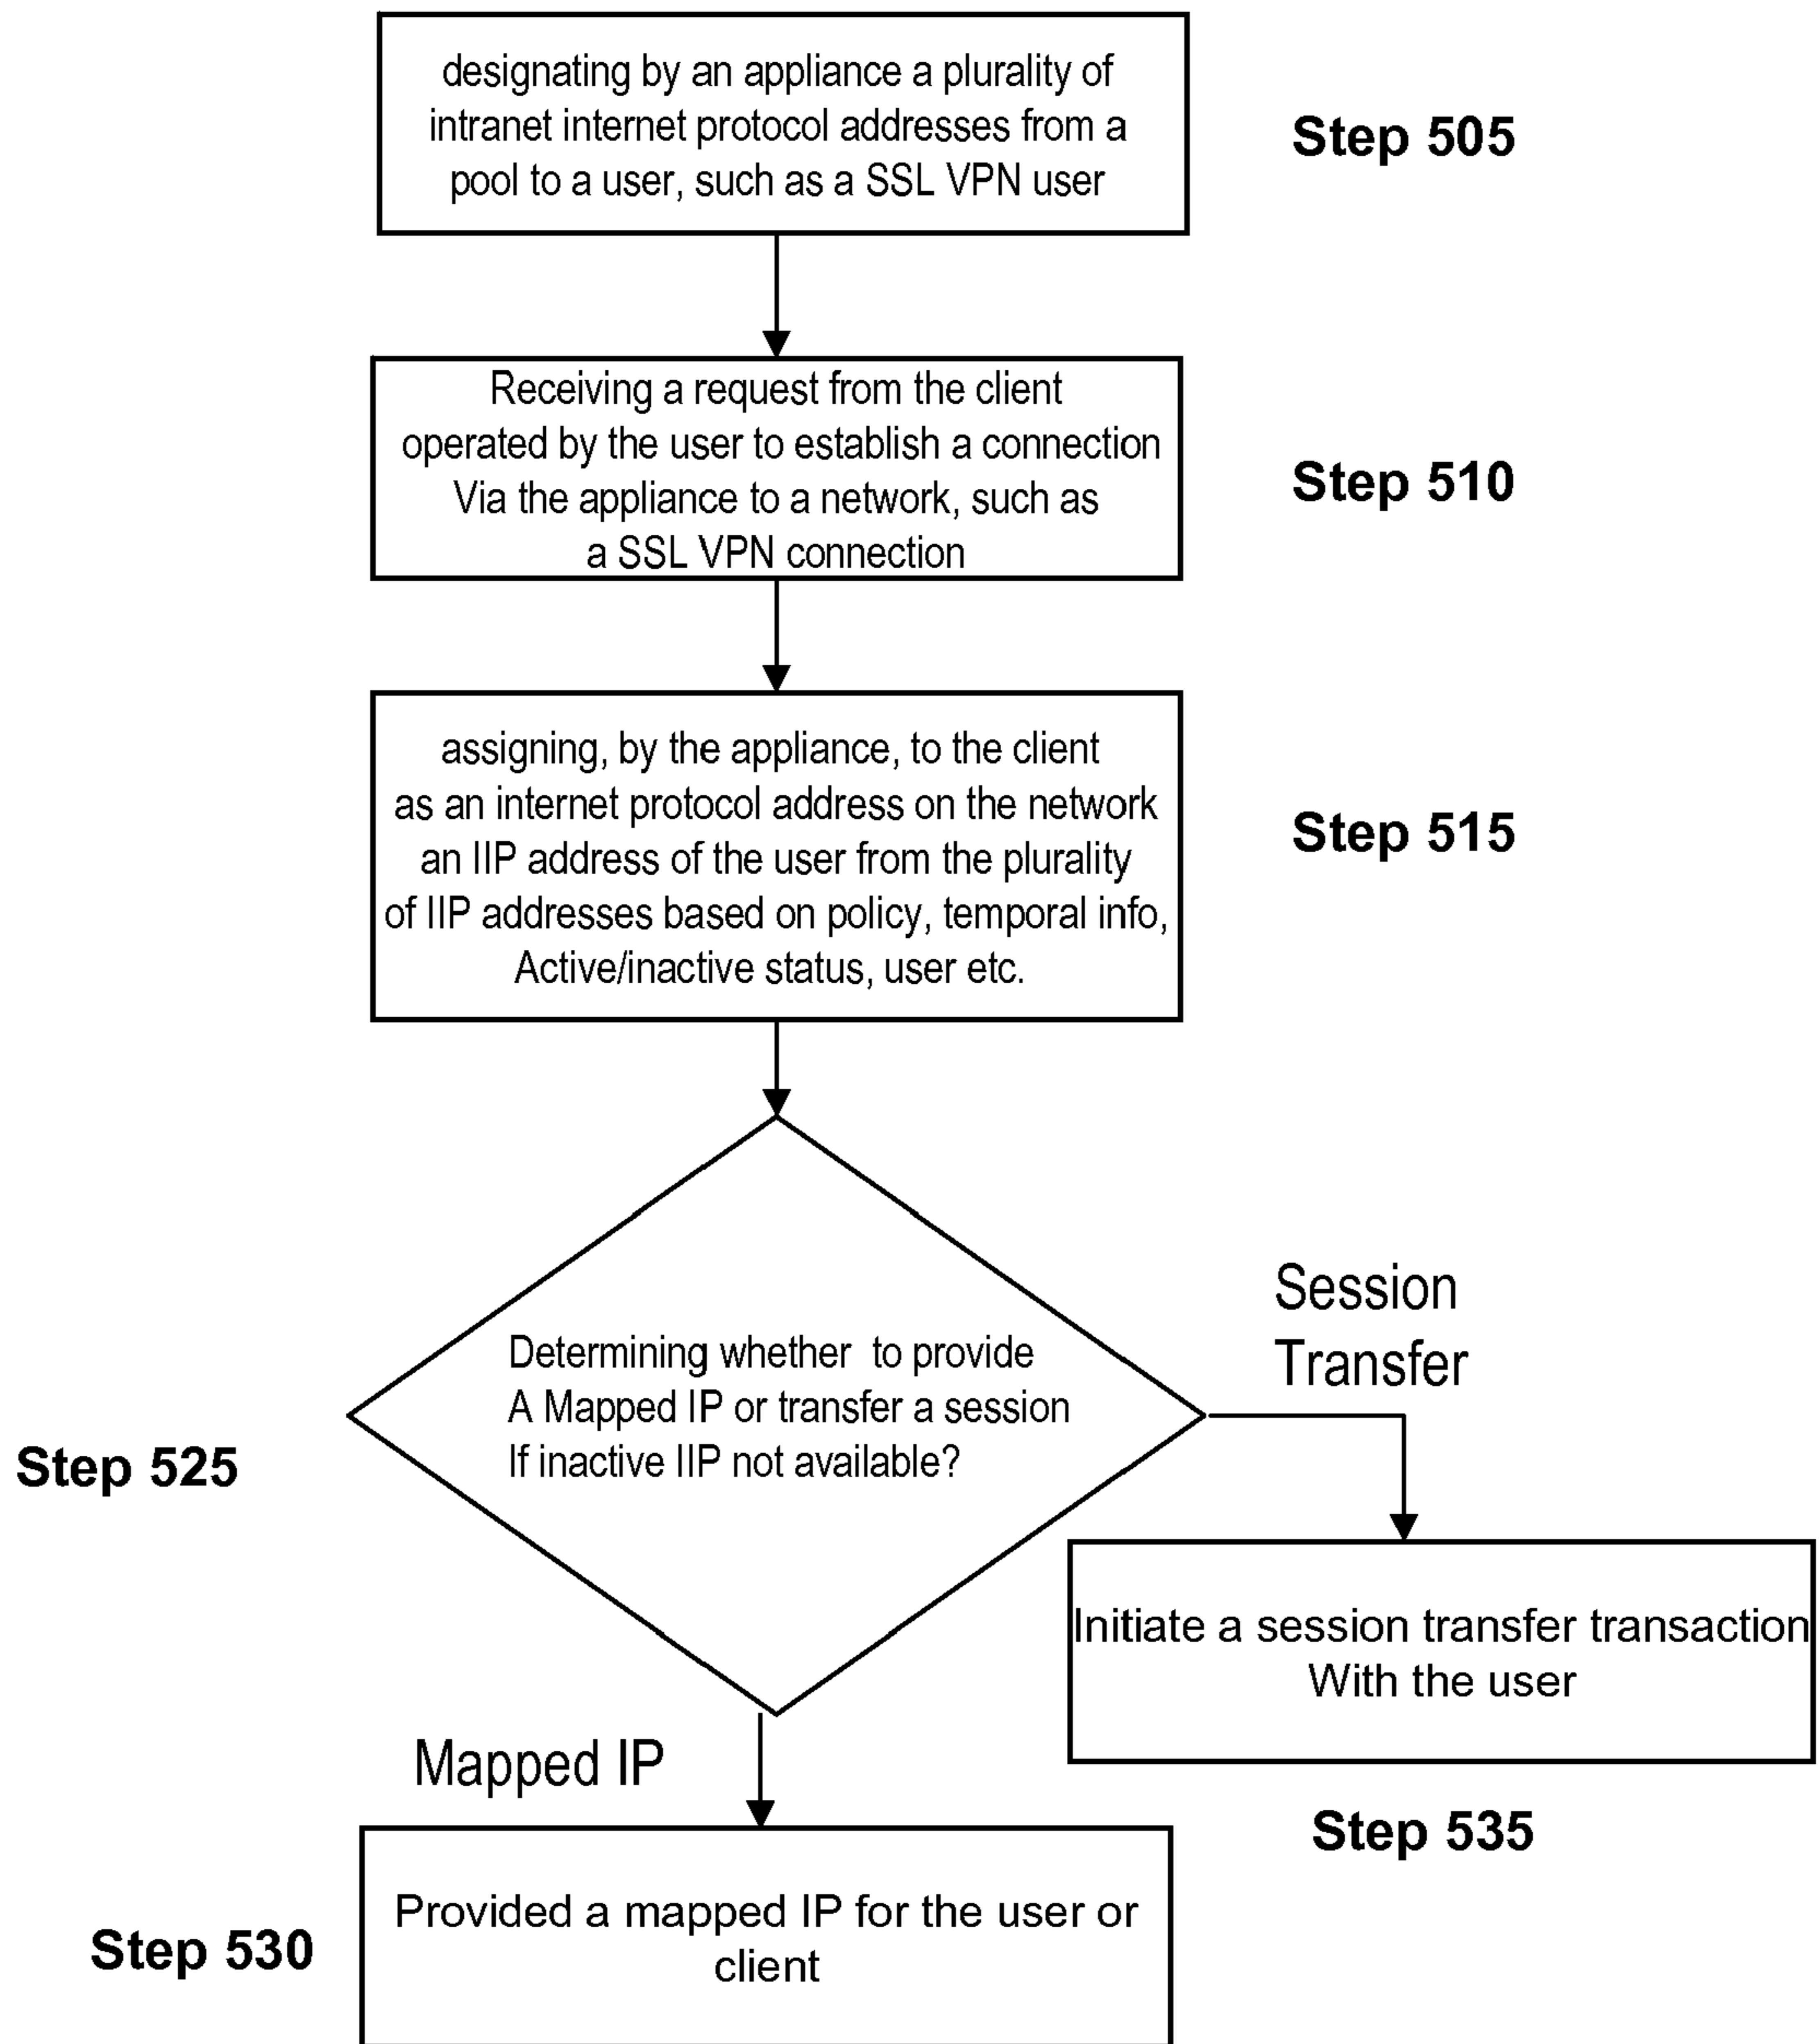 designating by an appliance a plurality of
intranet internet protocol addresses from a
pool to a user, such as a SSL VPN user
Step 505
Receiving a request from the client
operated by the user to establish a connection
Via the appliance to a network, such as
a SSL VPN connection
Step 510
assigning, by the appliance, to the client
as an internet protocol address on the network
an IIP address of the user from the plurality
of IIP addresses based on policy, temporal info,
Active/inactive status, user etc.
Step 515
Determining whether to provide
A Mapped IP or transfer a session
If inactive IIP not available?
Step 525
Session
Transfer
Initiate a session transfer transaction
With the user
Step 535
Mapped IP
Provided a mapped IP for the user or
client
Step 530